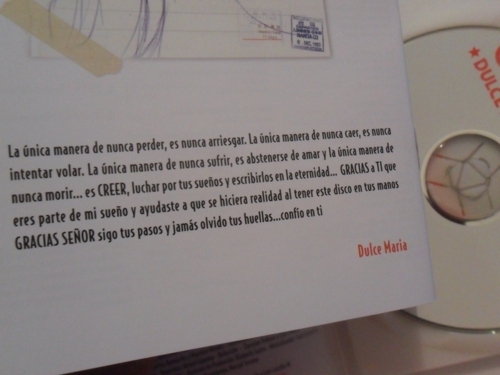 La única manera de nunca perder, es nunca arriesgar. La única manera de nunca caer, es nunca
intentar volar. La única manera de nunca sufrir, es abstenerse de amar y la única manera de
nunca morir... es CREER, luchar por tus sueños y escribirlos en la eternidad... GRACIAS a TI que
eres parte de mi sueño y ayudaste a que se hiciera realidad al tener este disco en tus manos
GRACIAS SEÑOR sigo tus pasos y jamás olvido tus huellas...confío en ti
Dulce Maria
DULCE